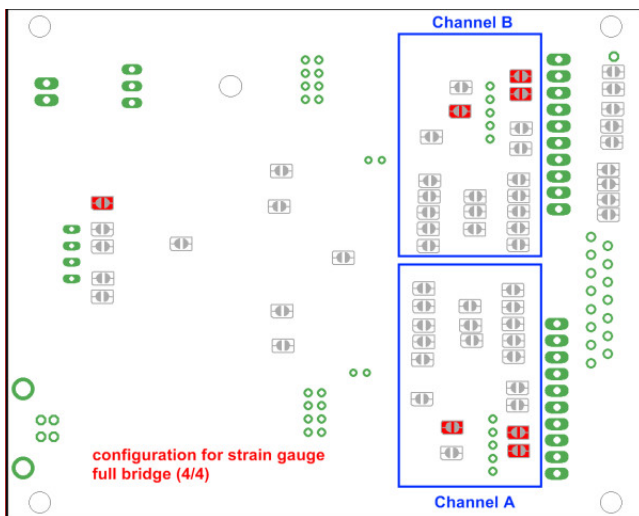 Channel B
configuration for strain gauge
full bridge (4/4)
Channel A